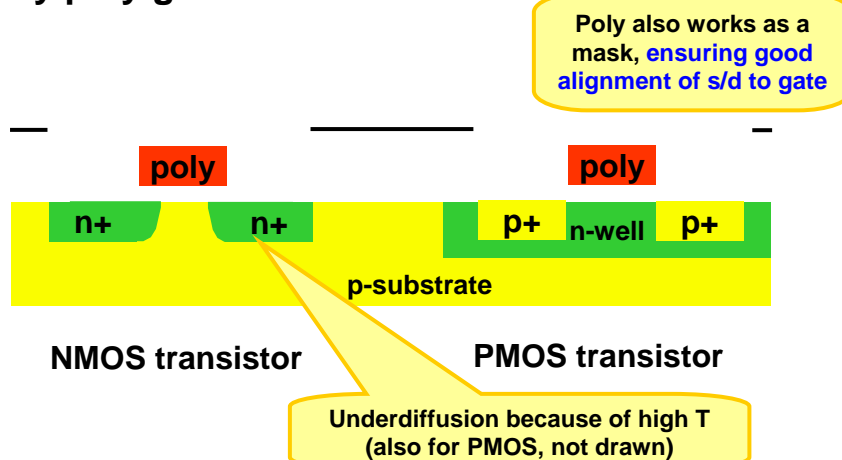 Poly also works as a
mask, ensuring good
alignment of s/d to gate
poly
poly
n+
n+
p+
n-well
p+
p-substrate
NMOS transistor
PMOS transistor
Underdiffusion because of high T
(also for PMOS, not drawn)